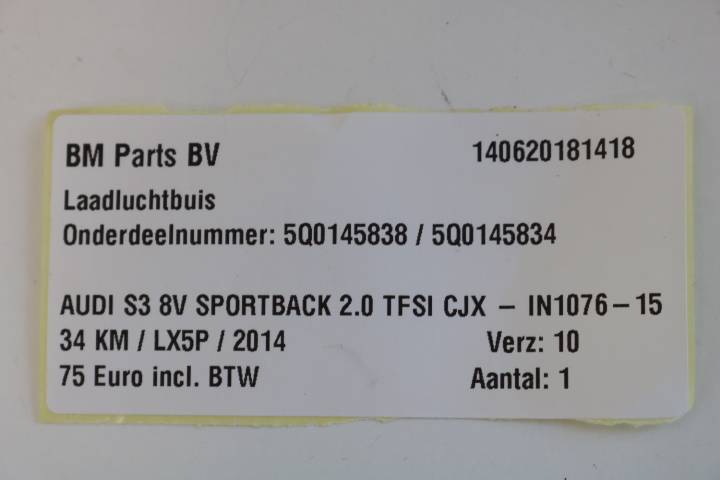 BM Parts BV 140620181418
Laadluchtbuis
Onderdeelnummer: 5Q0145838 / 5Q0145834
AUDI S3 8V SPORTBACK 2.0 TFSI CJX – IN1076–15
34 KM / LX5P / 2014 Verz: 10
75 Euro incl. BTW Aantal: 1